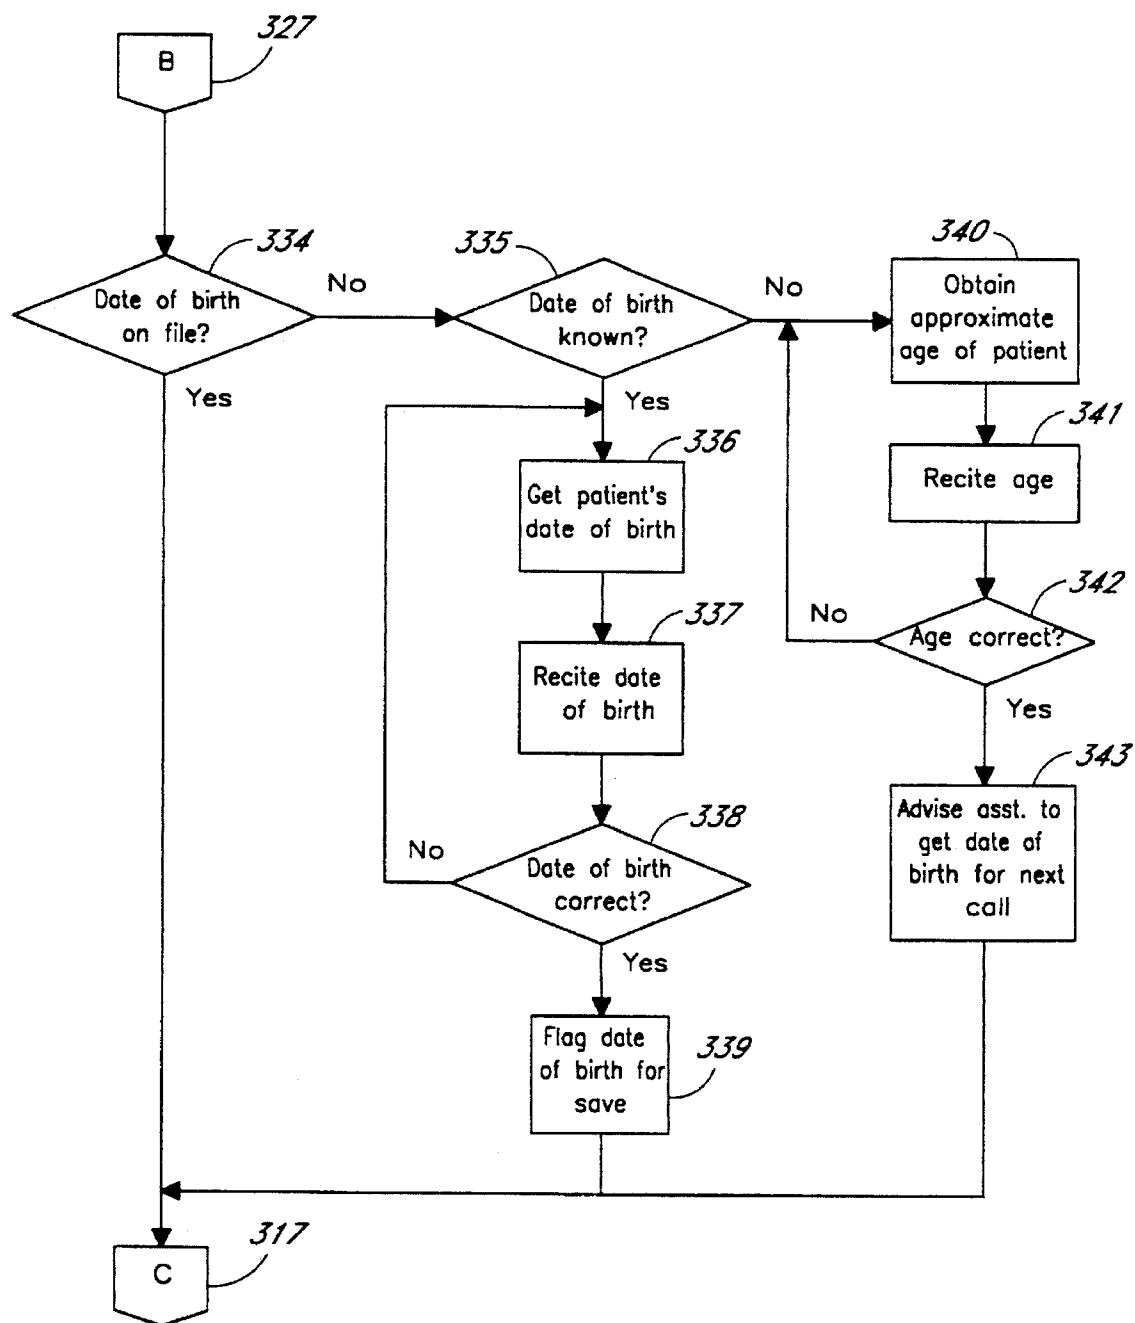 327
B
334
Date of birth
on file?
No
Yes
335
Date of birth
known?
No
Yes
340
Obtain
approximate
age of patient
336
Get patient's
date of birth
341
Recite age
337
Recite date
of birth
342
Age correct?
No
Yes
338
Date of birth
correct?
No
Yes
343
Advise asst. to
get date of
birth for next
call
339
Flag date
of birth for
save
317
C